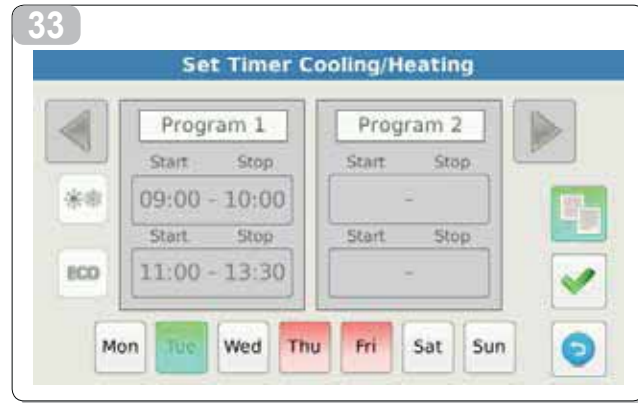 33
Set Timer Cooling/Heating
Program 1 Program 2
Start Stop Start Stop
09:00 - 10:00 -
Start Stop Start Stop
ECO 11:00 - 13:30 -
Mon Tue Wed Thu Fri Sat Sun